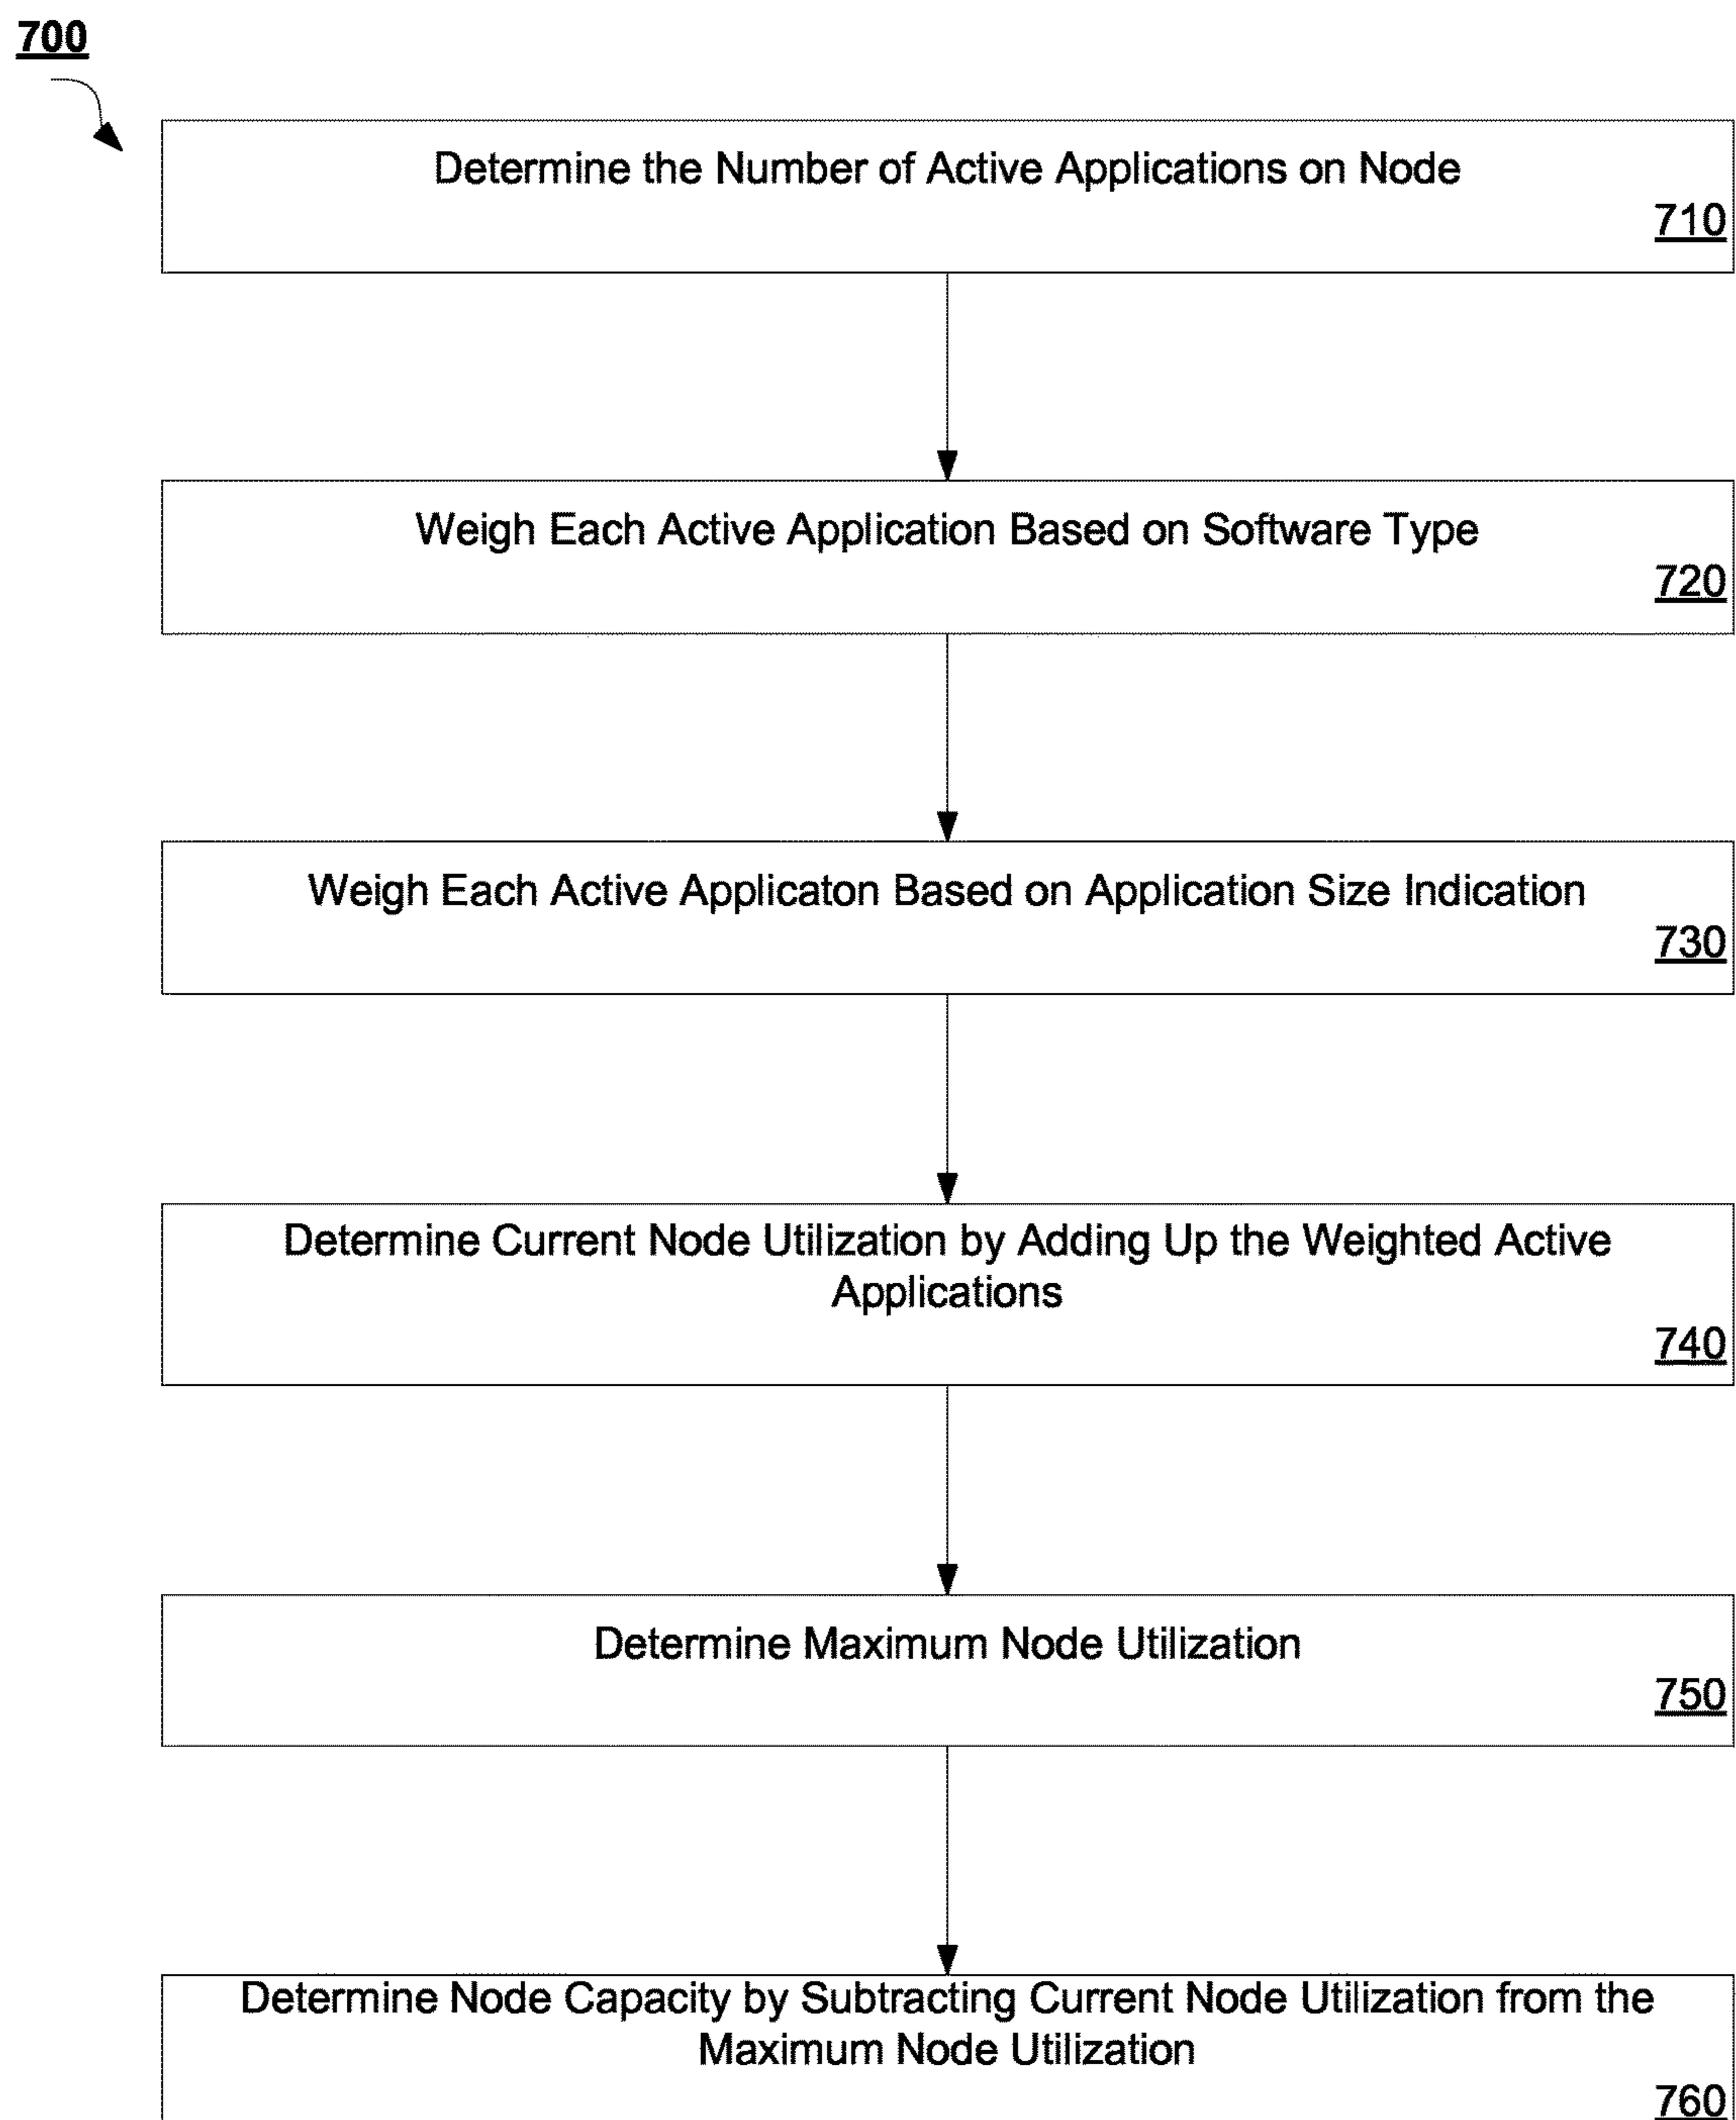 700
Determine the Number of Active Applications on Node
710
Weigh Each Active Application Based on Software Type
720
Weigh Each Active Applicaton Based on Application Size Indication
730
Determine Current Node Utilization by Adding Up the Weighted Active
Applications
740
Determine Maximum Node Utilization
750
Determine Node Capacity by Subtracting Current Node Utilization from the
Maximum Node Utilization
760